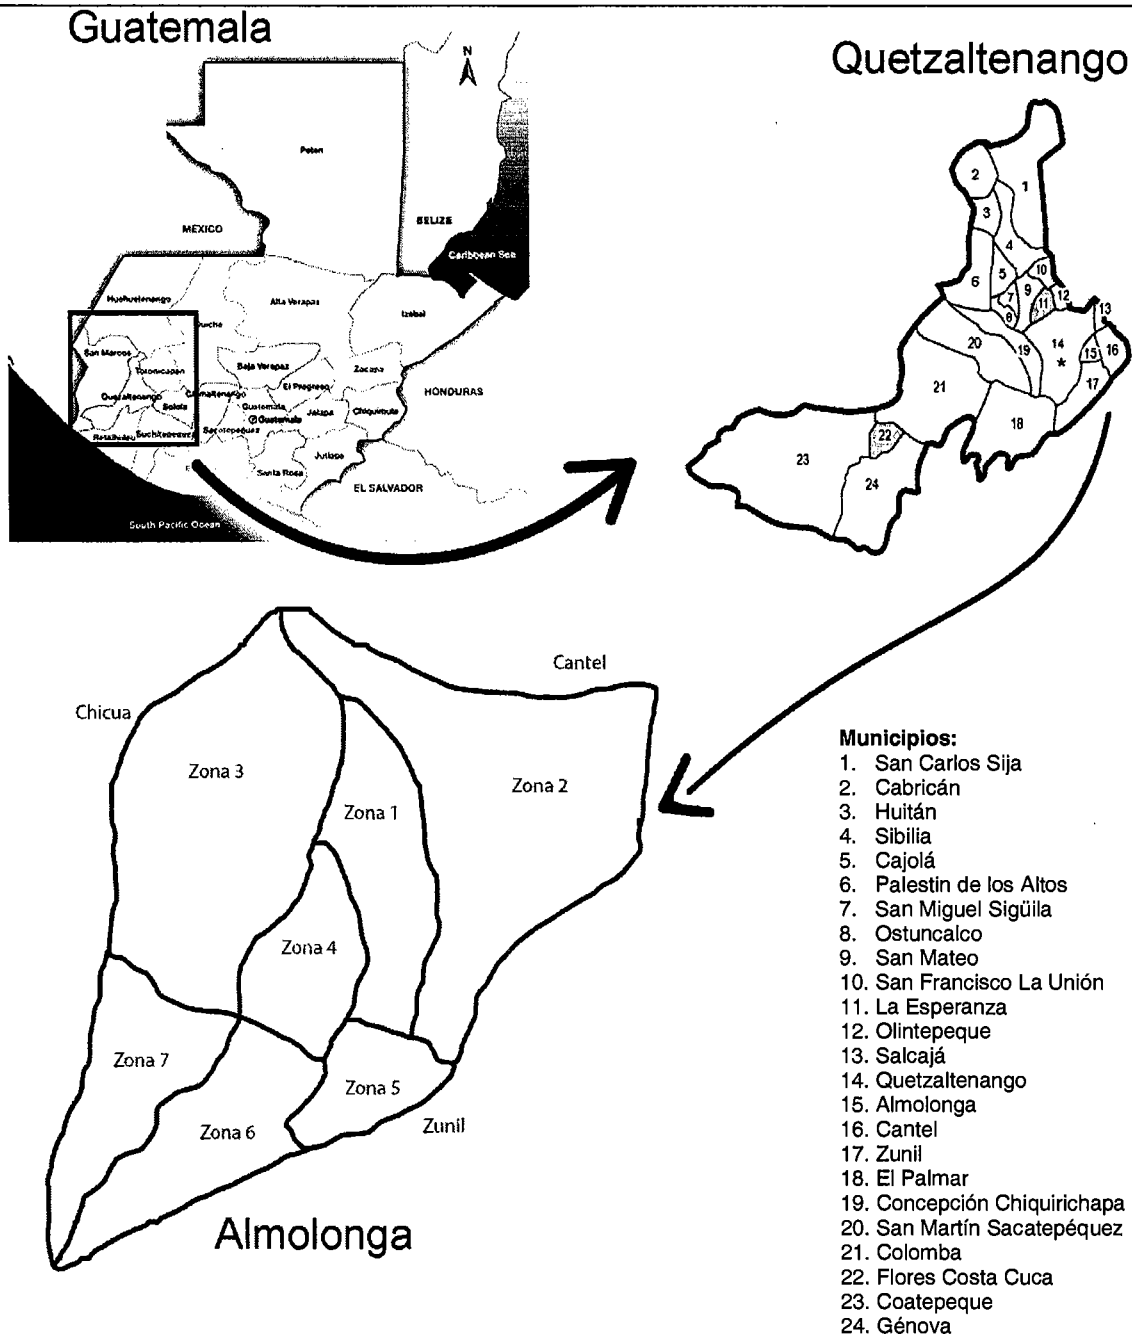 Guatemala
N
Quetzaltenango
Peten
MEXICO
BELIZE
Caribbean Sea
Huehuetenango
Alta Verapaz
Izabal
Quiche
San Marcos
Totonicapan
Baja Verapaz
Zacapa
El Progreso
Quezaltenango
Chimaltenango
Solola
Guatemala
Guatemala
Jalapa
Chiquimula
HONDURAS
Retalhuleu
Suchitepequez
Sacatepequez
Jutiapa
Santa Rosa
EL SALVADOR
South Pacific Ocean
2
1
3
4
6
5
10
9
7
11
12
8
13
20
19
14
*
15
16
17
21
18
22
23
24
Cantel
Chicua
Zona 3
Zona 2
Zona 1
Zona 4
Zona 7
Zona 5
Zona 6
Zunil
Almolonga
Municipios:
1. San Carlos Sija
2. Cabricán
3. Huitán
4. Sibilia
5. Cajolá
6. Palestin de los Altos
7. San Miguel Sigüila
8. Ostuncalco
9. San Mateo
10. San Francisco La Unión
11. La Esperanza
12. Olintepeque
13. Salcajá
14. Quetzaltenango
15. Almolonga
16. Cantel
17. Zunil
18. El Palmar
19. Concepción Chiquirichapa
20. San Martín Sacatepéquez
21. Colomba
22. Flores Costa Cuca
23. Coatepeque
24. Génova